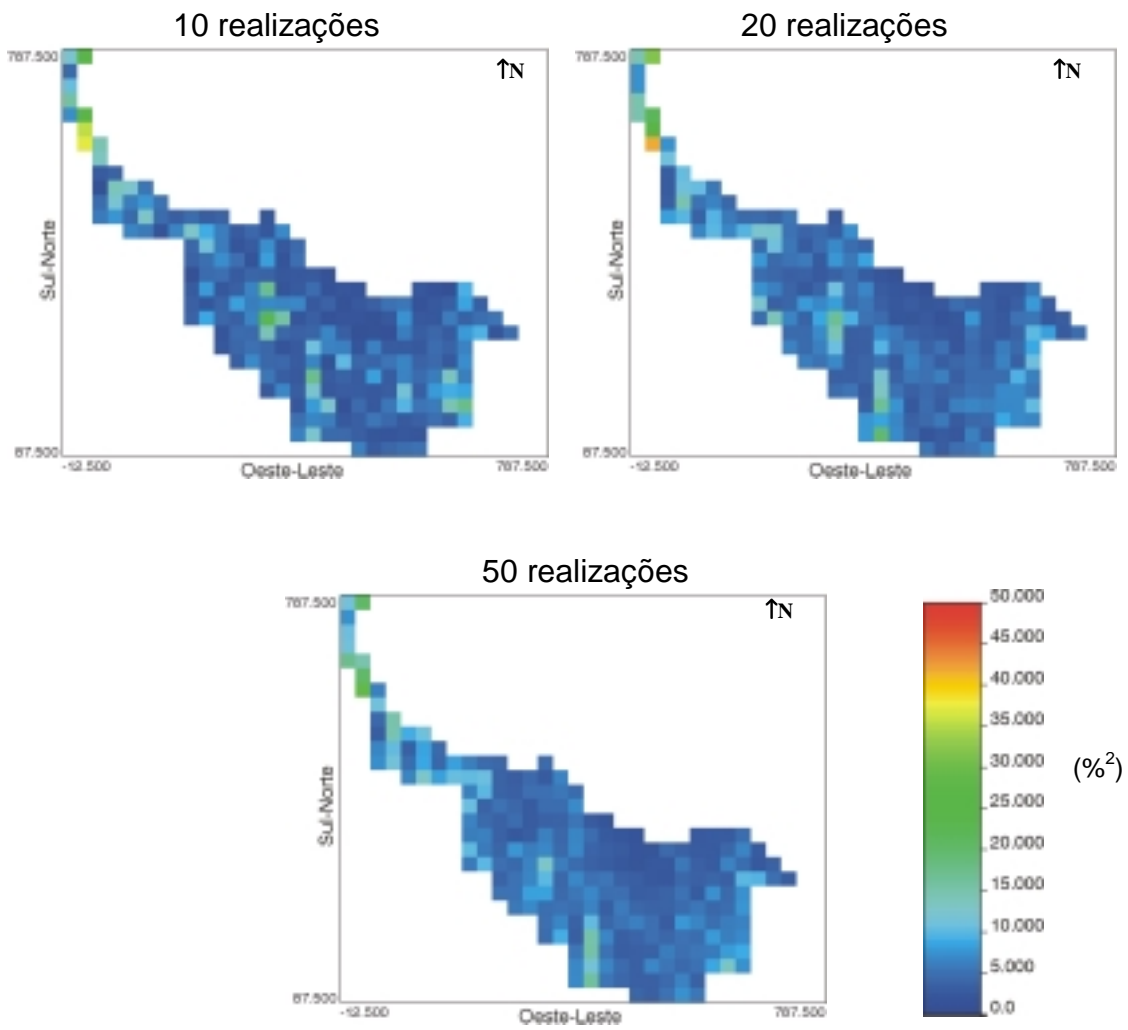 10 realizações
20 realizações
787.500
↑N
787.500
↑N
Sul-Norte
Sul-Norte
87.500
87.500
-12.500
Oeste-Leste
787.500
-12.500
Oeste-Leste
787.500
50 realizações
787.500
↑N
50.000
45.000
40.000
35.000
30.000
(%²)
25.000
20.000
15.000
10.000
5.000
0.0
Sul-Norte
87.500
-12.500
Oeste-Leste
787.500